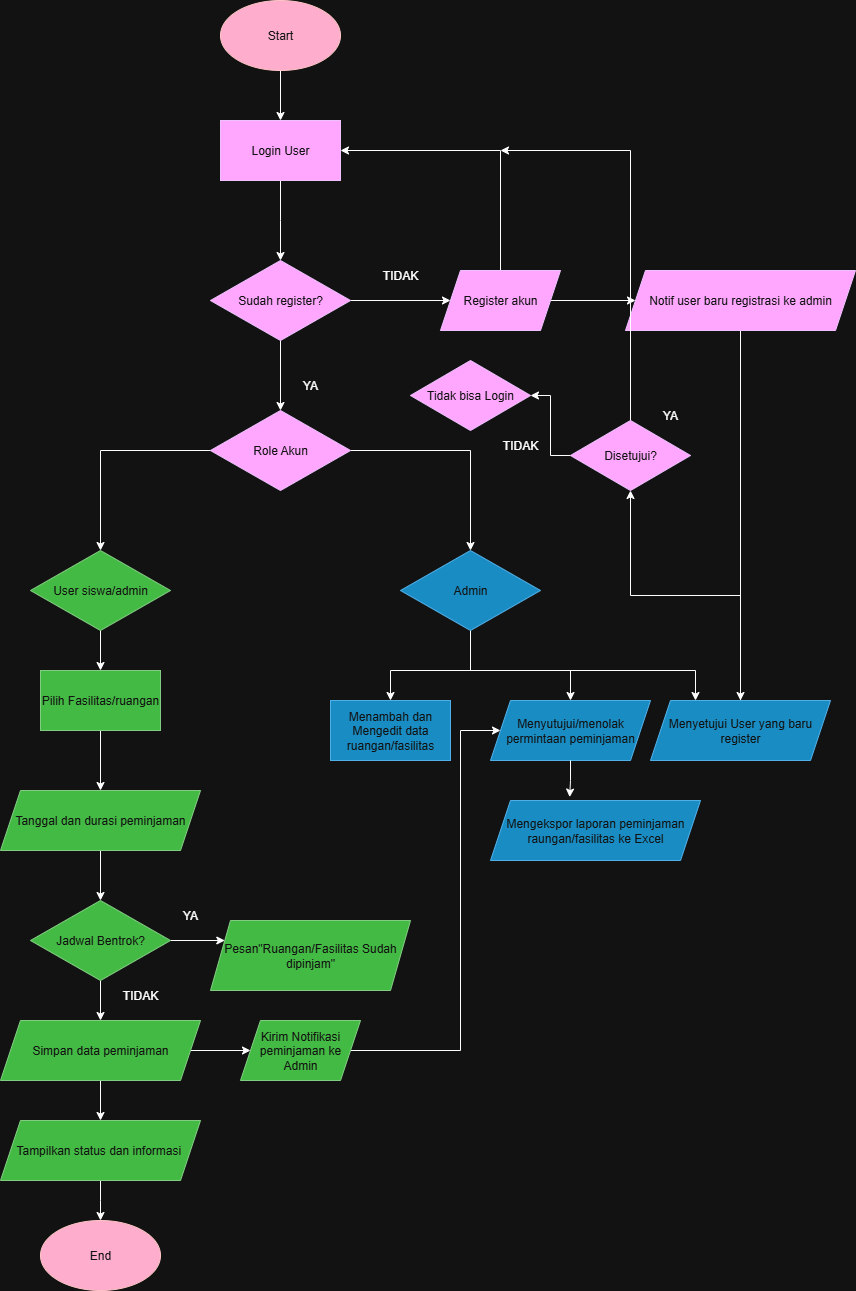 Start
Login User
Sudah register?
TIDAK
Register akun
Notif user baru registrasi ke admin
YA
Tidak bisa Login
TIDAK
YA
Disetujui?
Role Akun
User siswa/admin
Admin
Pilih Fasilitas/ruangan
Menambah dan
Mengedit data
ruangan/fasilitas
Menyutujui/menolak
permintaan peminjaman
Menyetujui User yang baru
register
Tanggal dan durasi peminjaman
Mengekspor laporan peminjaman
raungan/fasilitas ke Excel
Jadwal Bentrok?
YA
Pesan"Ruangan/Fasilitas Sudah
dipinjam"
TIDAK
Simpan data peminjaman
Kirim Notifikasi
peminjaman ke
Admin
Tampilkan status dan informasi
End